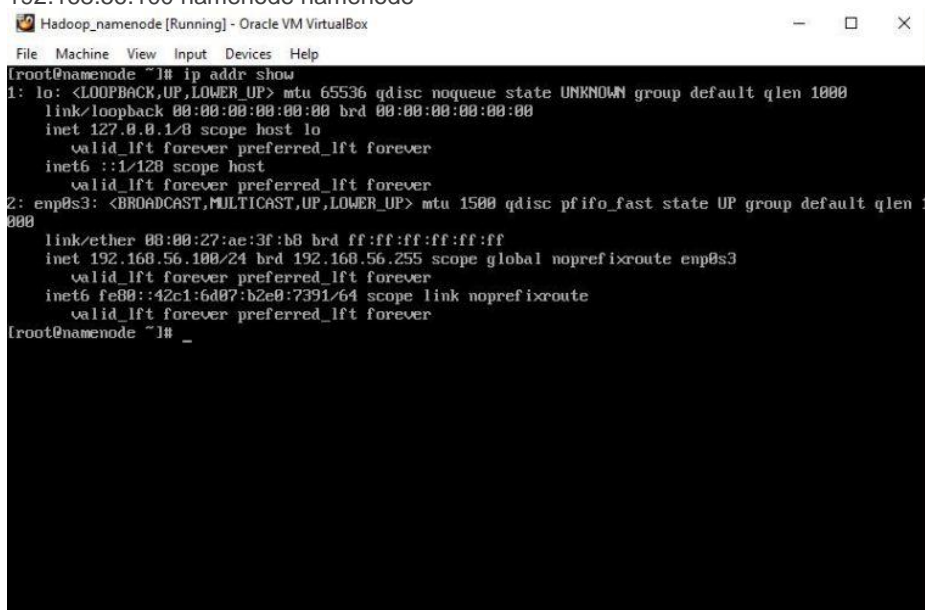 192.168.56.100 namenode namenode
Hadoop_namenode [Running] - Oracle VM VirtualBox
File Machine View Input Devices Help
[root@namenode ~]# ip addr show
1: lo: <LOOPBACK,UP,LOWER_UP> mtu 65536 qdisc noqueue state UNKNOWN group default qlen 1000
link/loopback 00:00:00:00:00:00 brd 00:00:00:00:00:00
inet 127.0.0.1/8 scope host lo
valid_lft forever preferred_lft forever
inet6 ::1/128 scope host
valid_lft forever preferred_lft forever
2: enp0s3: <BROADCAST,MULTICAST,UP,LOWER_UP> mtu 1500 qdisc pfifo_fast state UP group default qlen 1
000
link/ether 08:00:27:ae:3f:b8 brd ff:ff:ff:ff:ff:ff
inet 192.168.56.100/24 brd 192.168.56.255 scope global noprefixroute enp0s3
valid_lft forever preferred_lft forever
inet6 fe80::42c1:6d07:b2e0:7391/64 scope link noprefixroute
valid_lft forever preferred_lft forever
[root@namenode ~]# _